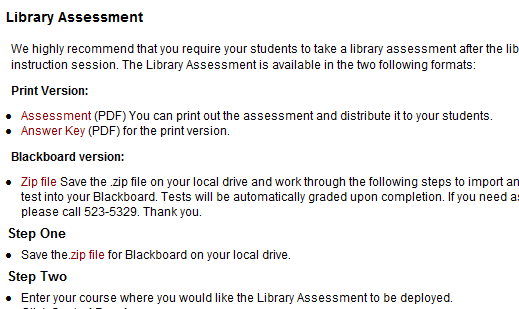 Library Assessment
We highly recommend that you require your students to take a library assessment after the lib
instruction session. The Library Assessment is available in the two following formats:
Print Version:
● Assessment (PDF) You can print out the assessment and distribute it to your students.
● Answer Key (PDF) for the print version.
Blackboard version:
● Zip file Save the .zip file on your local drive and work through the following steps to import an
test into your Blackboard. Tests will be automatically graded upon completion. If you need as
please call 523-5329. Thank you.
Step One
● Save the.zip file for Blackboard on your local drive.
Step Two
● Enter your course where you would like the Library Assessment to be deployed.